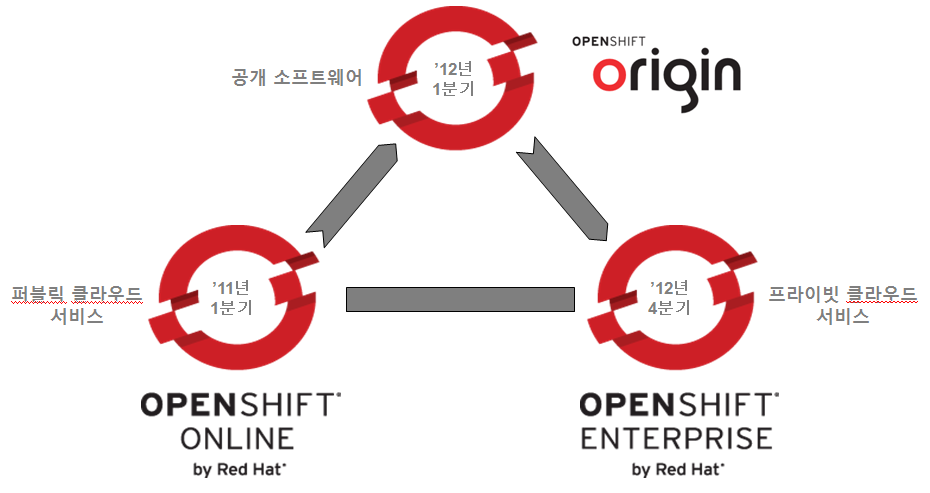 공개 소프트웨어
’12년
1분기
OPENSHIFT
origin
퍼블릭 클라우드
서비스
’11년
1분기
OPENSHIFT®
ONLINE
by Red Hat®
’12년
4분기
프라이빗 클라우드
서비스
OPENSHIFT®
ENTERPRISE
by Red Hat®